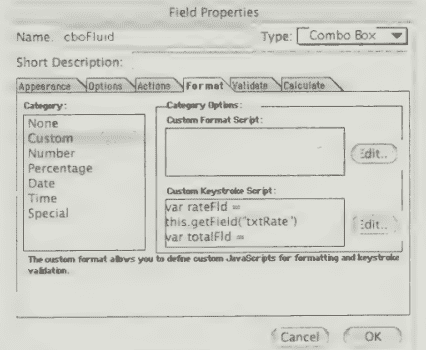 Field Properties
Name: cboFluid Type: Combo Box
Short Description:
Appearance Options Actions Format Validate Calculate
Category:
None
Custom
Number
Percentage
Date
Time
Special
Category Options:
Custom Format Script:
Edit..
Custom Keystroke Script:
var rateFld =
this.getField("txtRate")
var totalFld =
Edit..
The custom format allows you to define custom JavaScripts for formatting and keystroke
validation.
Cancel OK